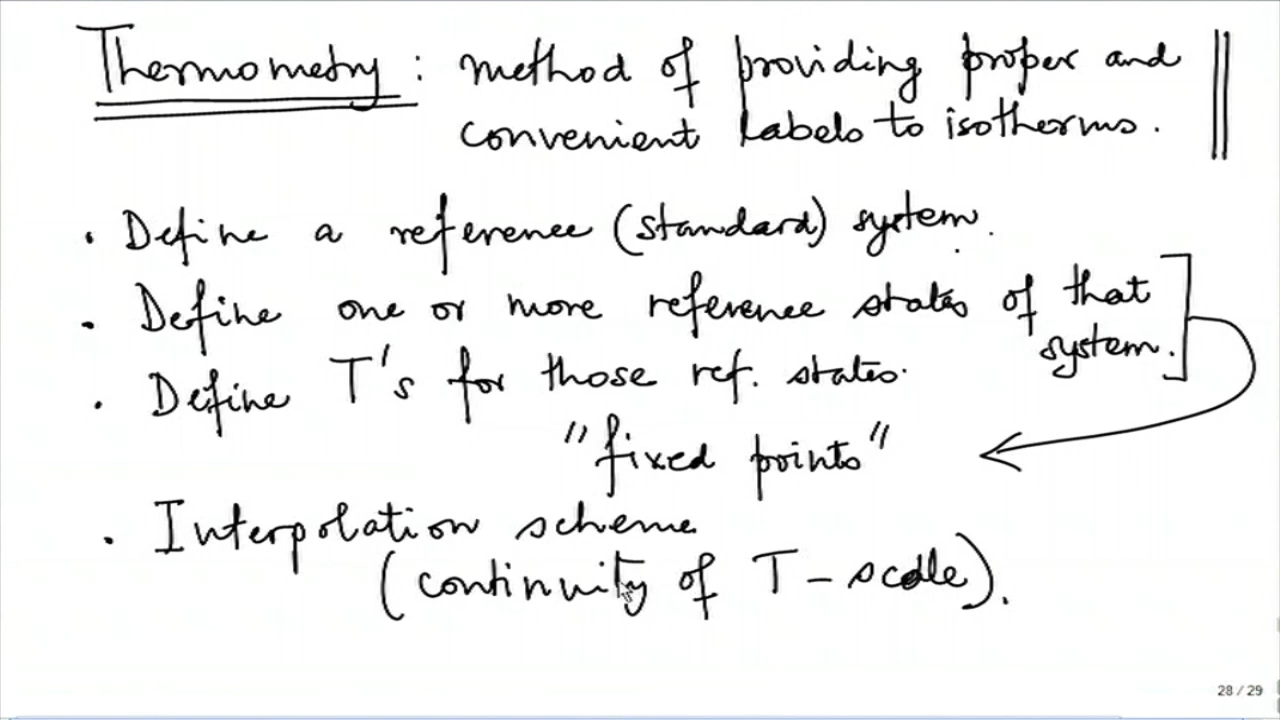 Thermometry : method of providing proper and
convenient labels to isotherms.
• Define a reference (standard) system.
• Define one or more reference states of that
system.
• Define T's for those ref. states.
"fixed points"
• Interpolation scheme
(continuity of T-scale).
28 / 29